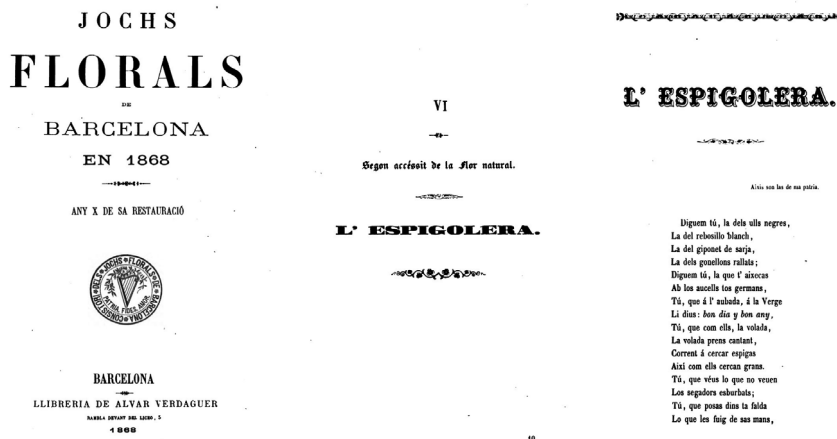 JOCHS
FLORALS
DE
BARCELONA
EN 1868
ANY X DE SA RESTAURACIÓ
CONSISTORI DELS JOCHS FLORALS DE BARCELONA
PATRIA, FIDES, AMOR.
BARCELONA
LLIBRERIA DE ALVAR VERDAGUER
RAMBLA DEVANT DEL LICEO, 5
1868
VI
Segon accéssit de la Flor natural.
L' ESPIGOLERA.
10
L' ESPIGOLERA.
Aixís son las de ma patria.
Diguem tú, la dels ulls negres,
La del rebosillo blanch,
La del giponet de sarja,
La dels gonellons rallats;
Diguem tú, la que t' aixecas
Ab los aucells tos germans,
Tú, que á l' aubada, á la Verge
Li dius: bon dia y bon any,
Tú, que com ells, la volada,
La volada prens cantant,
Corrent á cercar espigas
Aixi com ells cercan grans.
Tú, que véus lo que no veuen
Los segadors esburbats;
Tú, que posas dins ta falda
Lo que les fuig de sas mans,